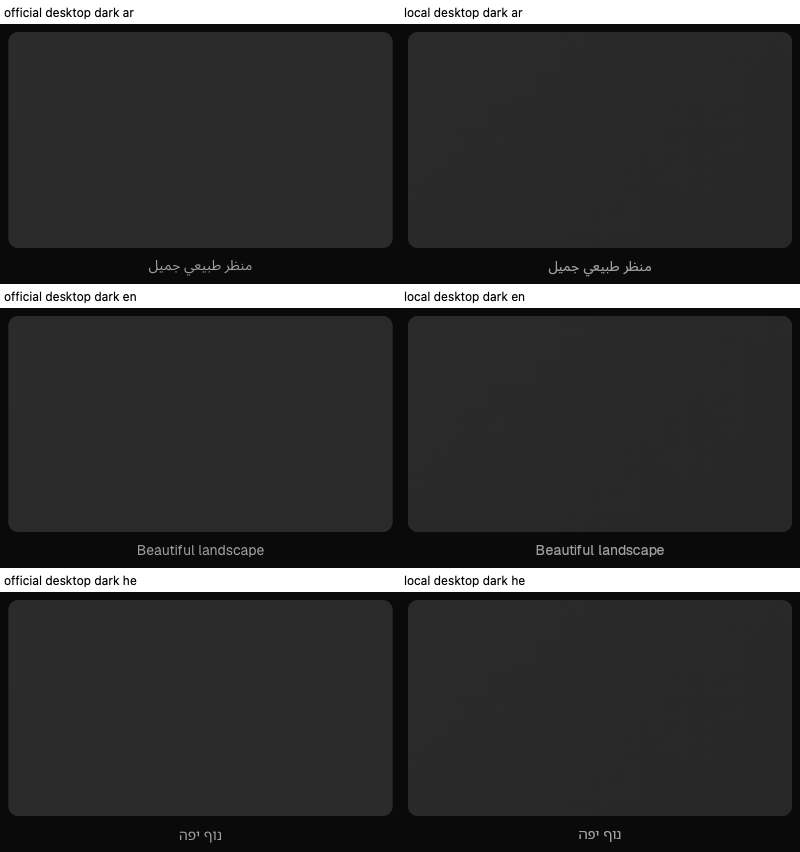 official desktop dark ar
local desktop dark ar
منظر طبيعي جميل
منظر طبيعي جميل
official desktop dark en
local desktop dark en
Beautiful landscape
Beautiful landscape
official desktop dark he
local desktop dark he
נוף יפה
נוף יפה